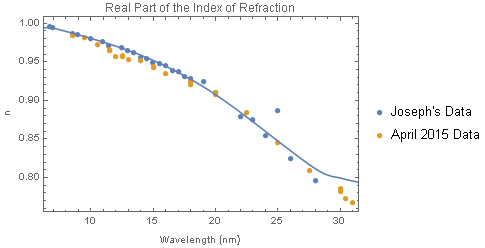 Real Part of the Index of Refraction
1.00
0.95
0.90
0.85
0.80
n
10
15
20
25
30
Wavelength (nm)
Joseph's Data
April 2015 Data